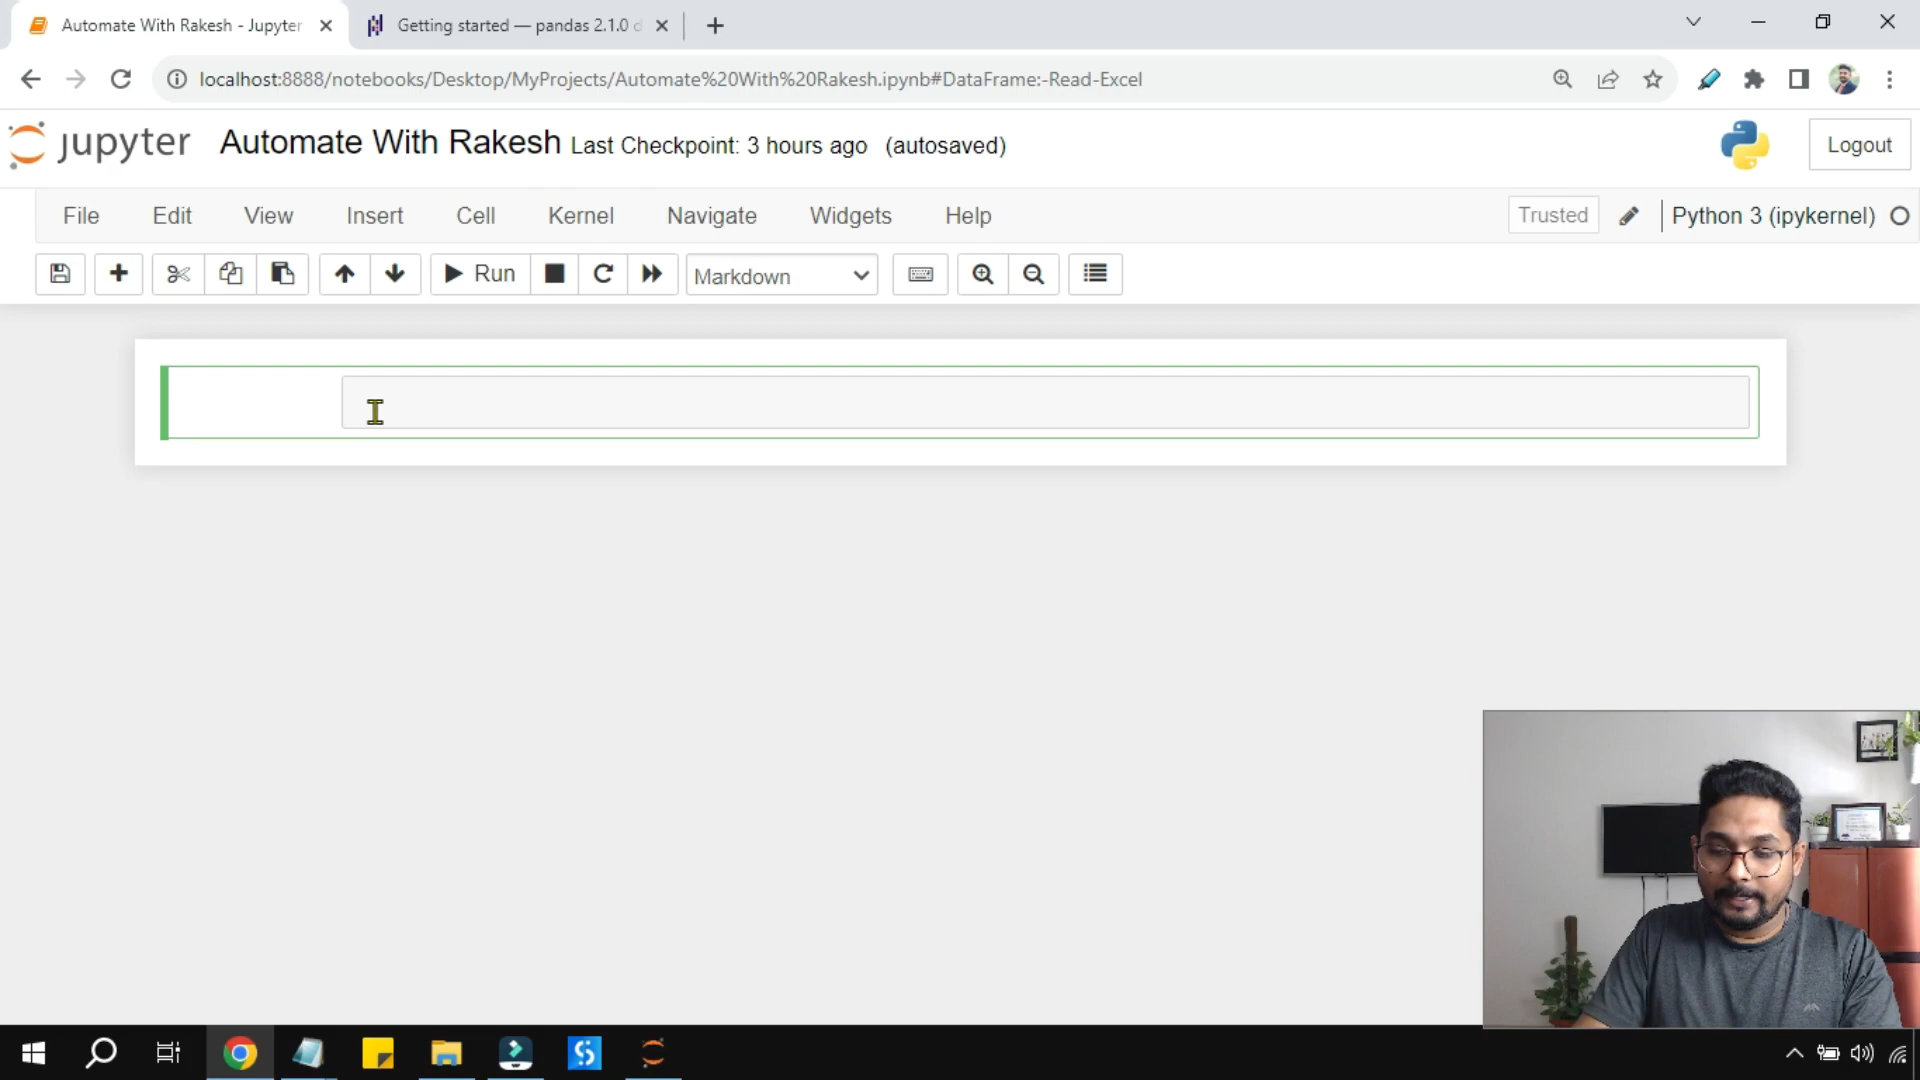 Automate With Rakesh - Jupyter
Getting started — pandas 2.1.0 d
localhost:8888/notebooks/Desktop/MyProjects/Automate%20With%20Rakesh.ipynb#DataFrame:-Read-Excel
jupyter Automate With Rakesh Last Checkpoint: 3 hours ago (autosaved)
Logout
File Edit View Insert Cell Kernel Navigate Widgets Help
Trusted Python 3 (ipykernel)
Run Markdown